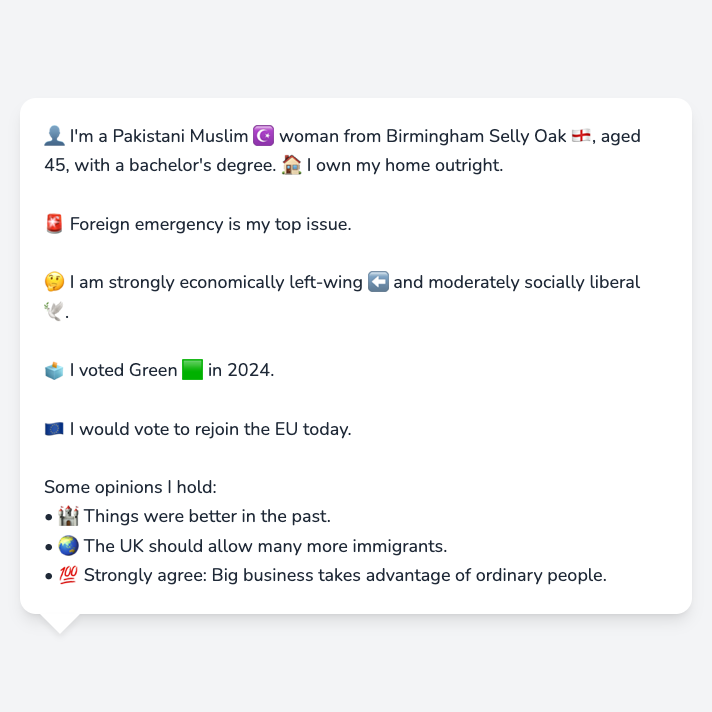 👤 I'm a Pakistani Muslim ☪️ woman from Birmingham Selly Oak 🏴󠁧󠁢󠁥󠁮󠁧󠁿, aged
45, with a bachelor's degree. 🏠 I own my home outright.
🚨 Foreign emergency is my top issue.
🤔 I am strongly economically left-wing ⬅️ and moderately socially liberal
🕊️.
🗳️ I voted Green 🟩 in 2024.
🇪🇺 I would vote to rejoin the EU today.
Some opinions I hold:
• 🏰 Things were better in the past.
• 🌏 The UK should allow many more immigrants.
• 💯 Strongly agree: Big business takes advantage of ordinary people.